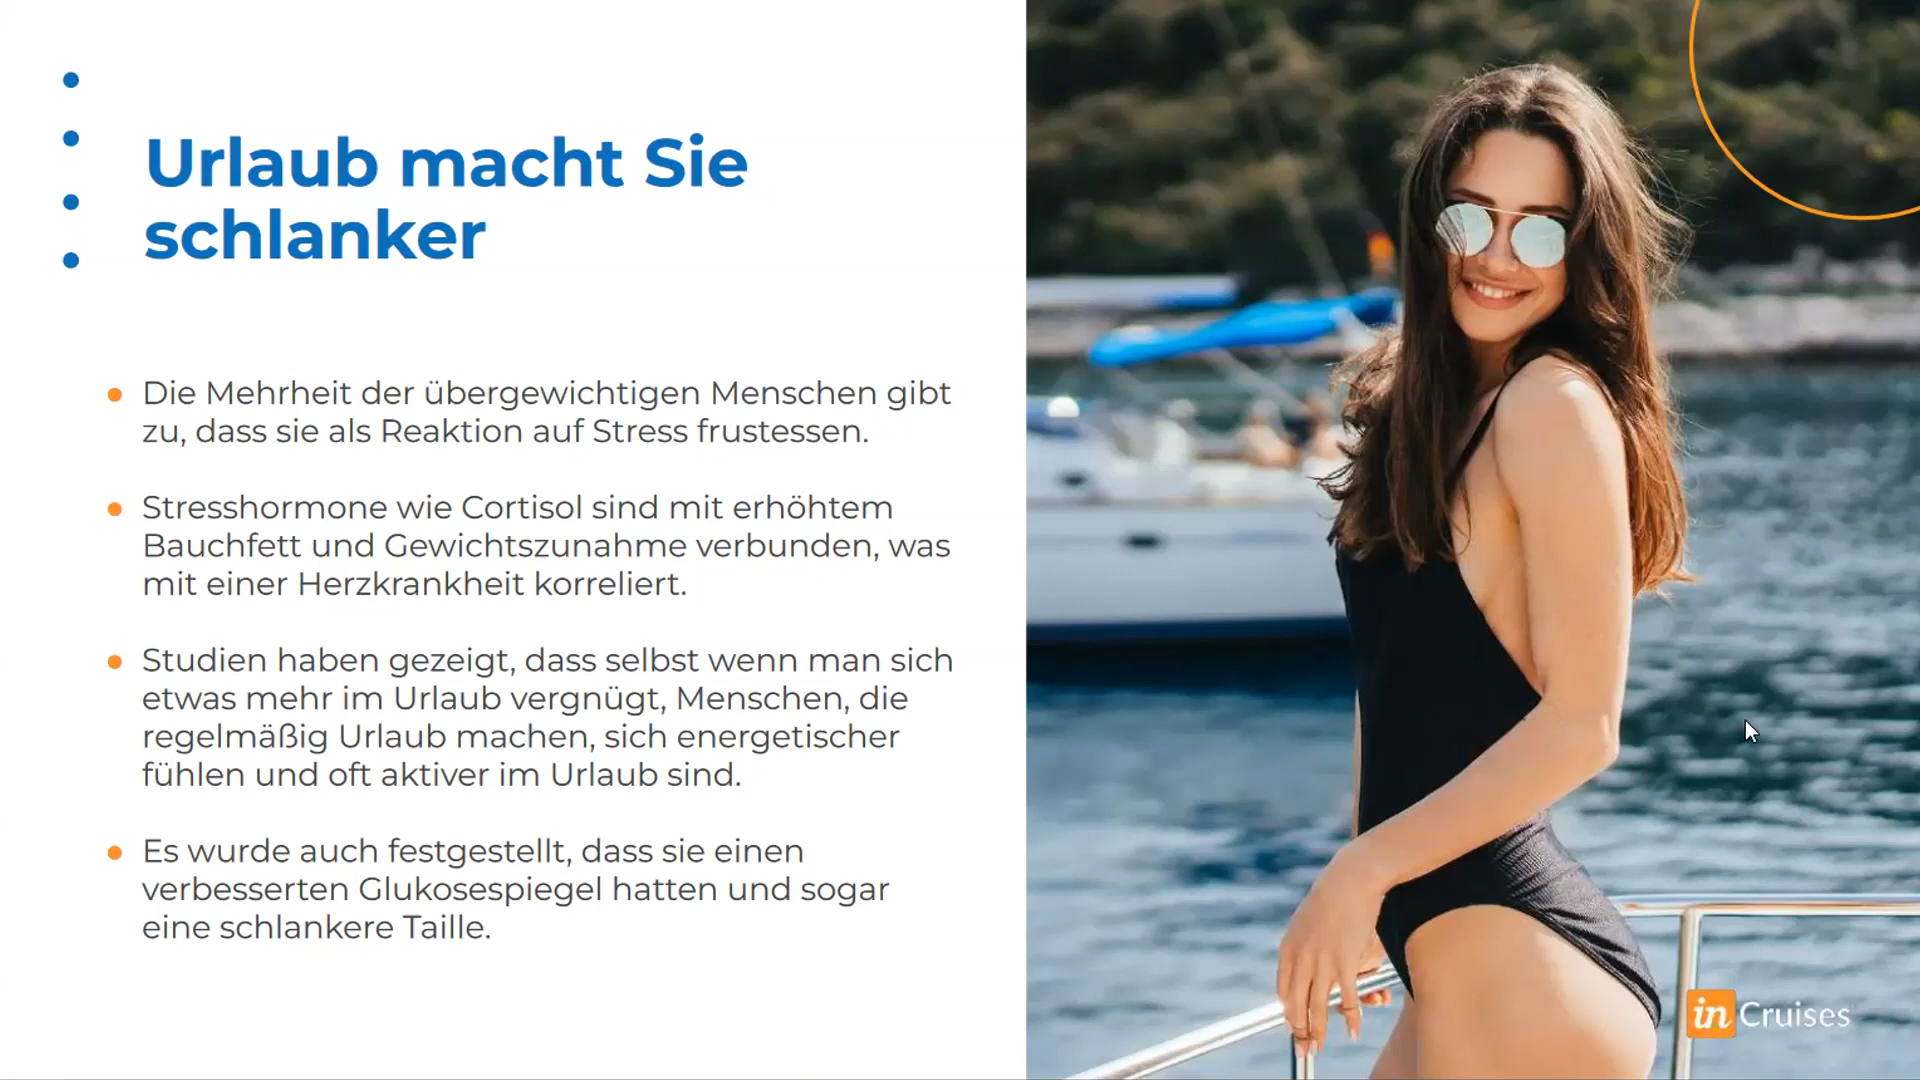 Urlaub macht Sie
schlanker
Die Mehrheit der übergewichtigen Menschen gibt
zu, dass sie als Reaktion auf Stress frustessen.
Stresshormone wie Cortisol sind mit erhöhtem
Bauchfett und Gewichtszunahme verbunden, was
mit einer Herzkrankheit korreliert.
Studien haben gezeigt, dass selbst wenn man sich
etwas mehr im Urlaub vergnügt, Menschen, die
regelmäßig Urlaub machen, sich energetischer
fühlen und oft aktiver im Urlaub sind.
Es wurde auch festgestellt, dass sie einen
verbesserten Glukosespiegel hatten und sogar
eine schlankere Taille.
in Cruises